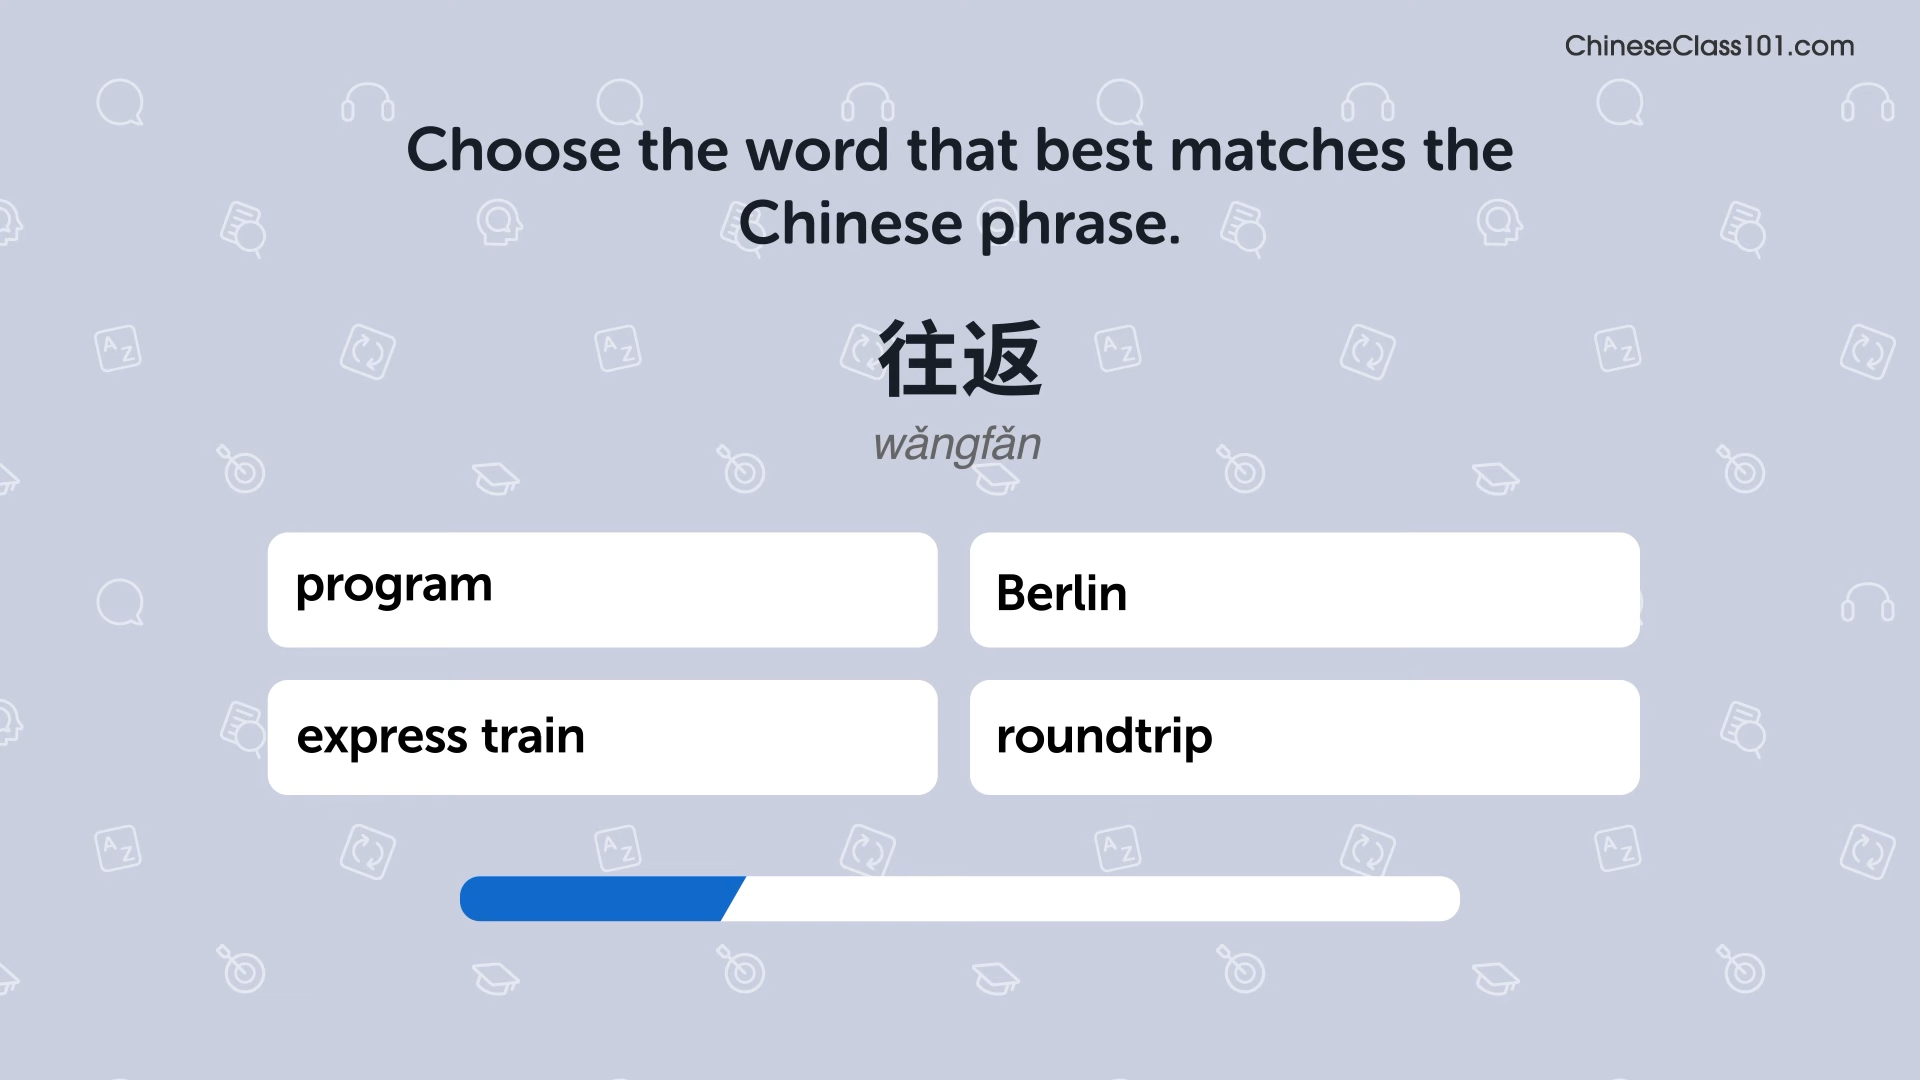 ChineseClass101.com
Choose the word that best matches the
Chinese phrase.
往返
wǎngfǎn
program
Berlin
express train
roundtrip